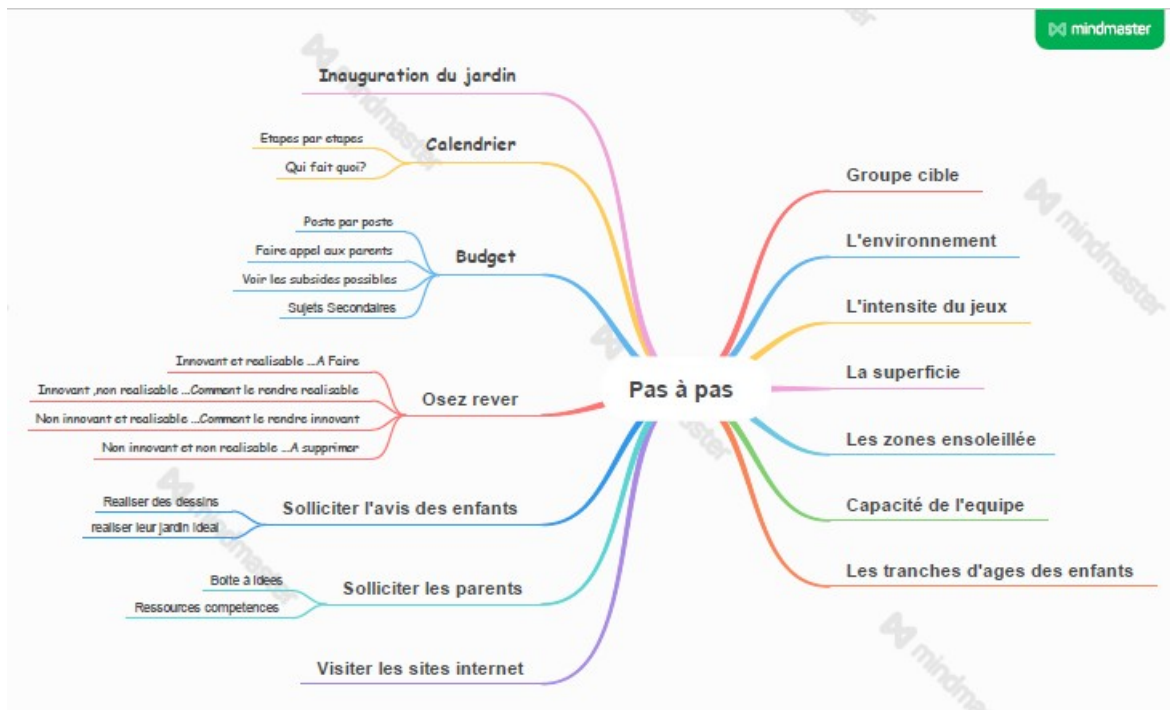 mindmaster
Inauguration du jardin
Calendrier
Etapes par etapes
Qui fait quoi?
Budget
Poste par poste
Faire appel aux parents
Voir les subsides possibles
Sujets Secondaires
Osez rever
Innovant et realisable ...A Faire
Innovant ,non realisable ...Comment le rendre realisable
Non innovant et realisable ...Comment le rendre innovant
Non innovant et non realisable ...A supprimer
Solliciter l'avis des enfants
Realiser des dessins
realiser leur jardin ideal
Solliciter les parents
Boite à idees
Ressources competences
Visiter les sites internet
Pas à pas
Groupe cible
L'environnement
L'intensite du jeux
La superficie
Les zones ensoleillée
Capacité de l'equipe
Les tranches d'ages des enfants
mindmaster
mindmaster
mindmaster
mindmaster
mindmaster